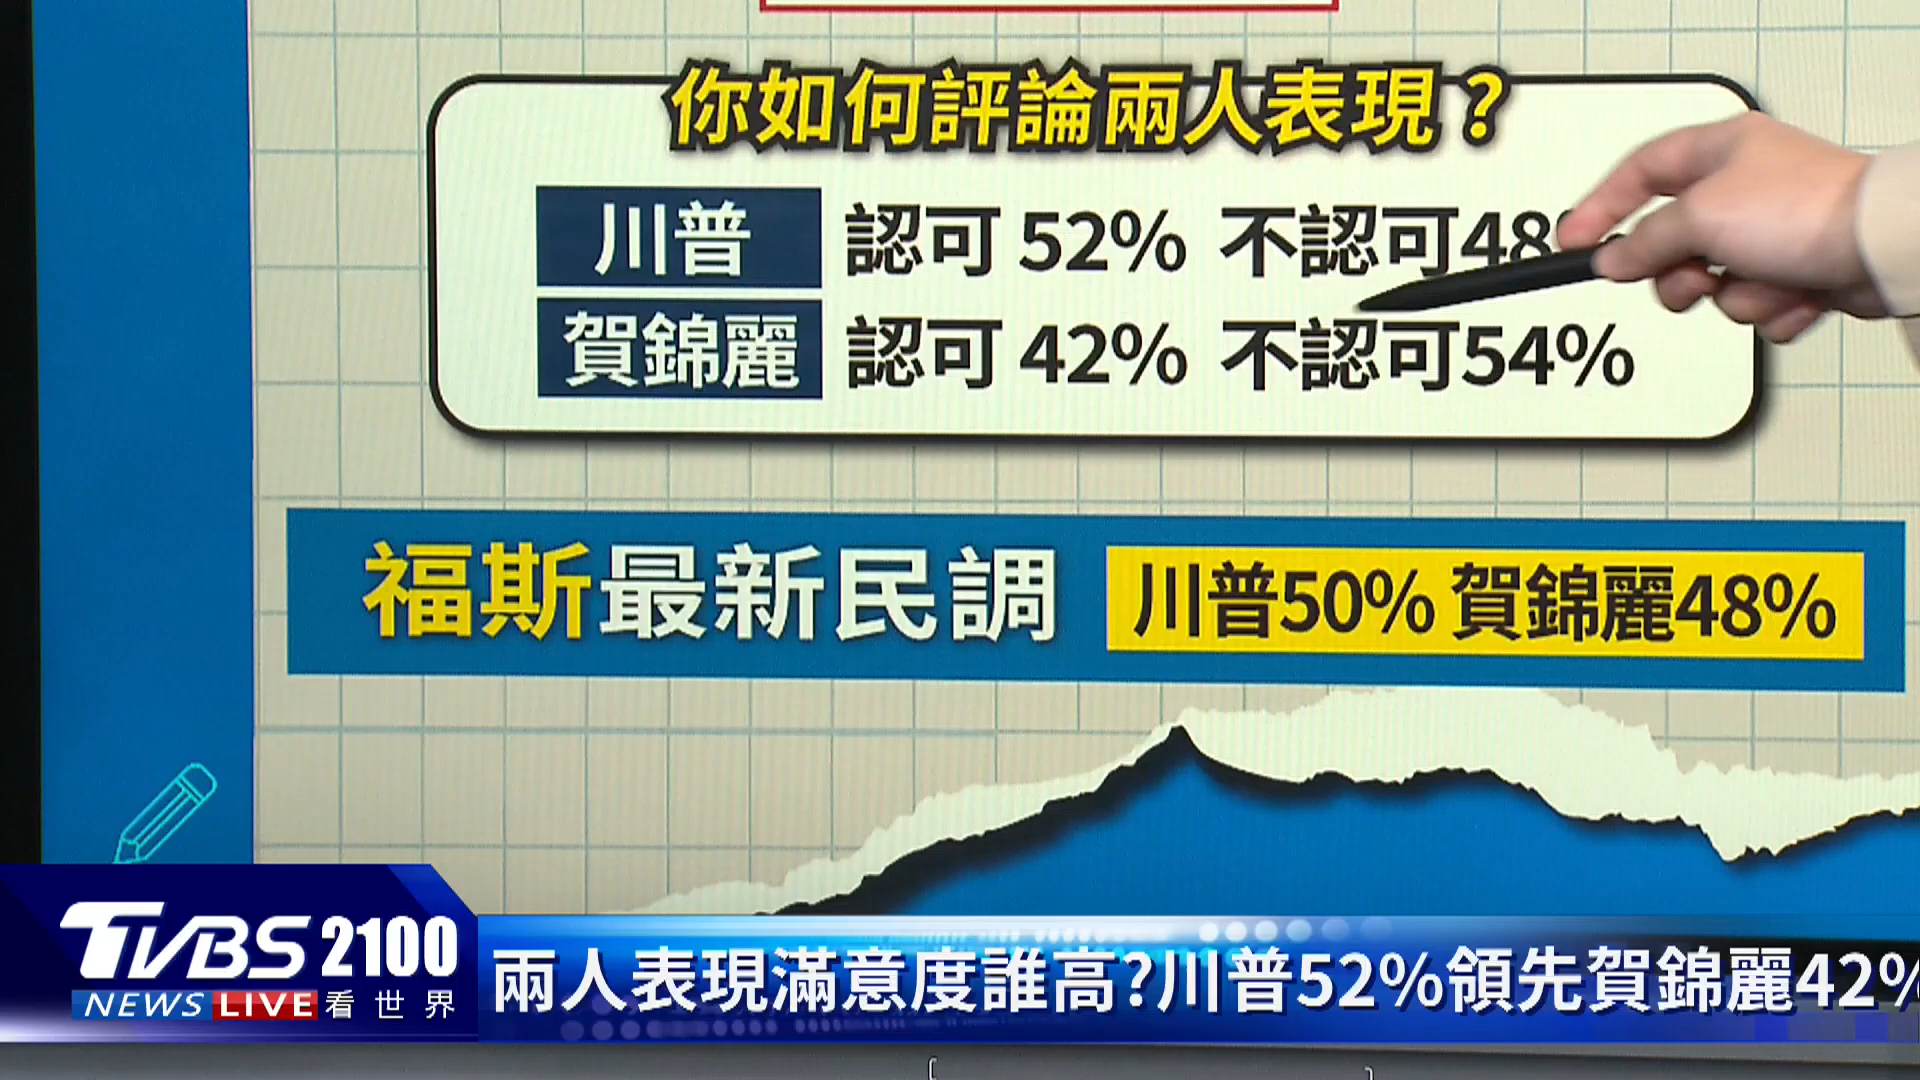 你如何評論兩人表現?
川普 認可 52% 不認可48
賀錦麗 認可 42% 不認可54%
福斯最新民調 川普50% 賀錦麗48%
TVBS 2100
NEWS LIVE 看世界
兩人表現滿意度誰高?川普52%領先賀錦麗42%